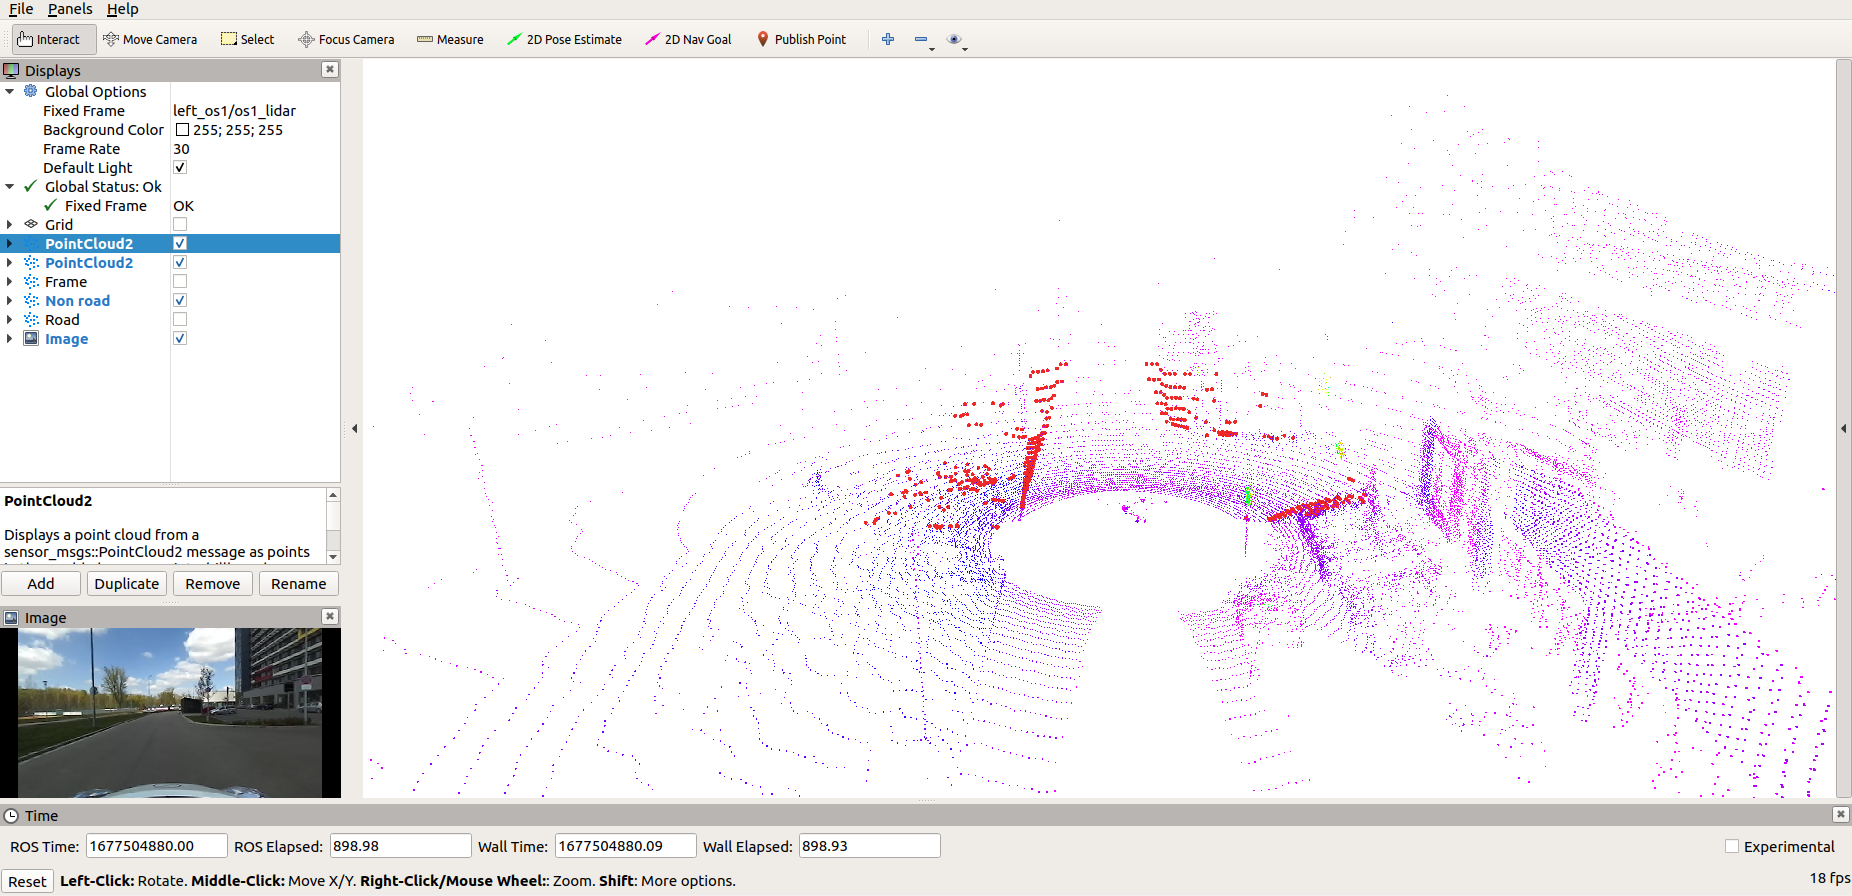 File Panels Help
Interact Move Camera Select Focus Camera Measure 2D Pose Estimate 2D Nav Goal Publish Point
Displays
Global Options
Fixed Frame left_os1/os1_lidar
Background Color 255; 255; 255
Frame Rate 30
Default Light
Global Status: Ok
Fixed Frame OK
Grid
PointCloud2
PointCloud2
Frame
Non road
Road
Image
PointCloud2
Displays a point cloud from a
sensor_msgs::PointCloud2 message as points
Add Duplicate Remove Rename
Image
Time
ROS Time: 1677504880.00 ROS Elapsed: 898.98 Wall Time: 1677504880.09 Wall Elapsed: 898.93 Experimental
Reset Left-Click: Rotate. Middle-Click: Move X/Y. Right-Click/Mouse Wheel:: Zoom. Shift: More options. 18 fps